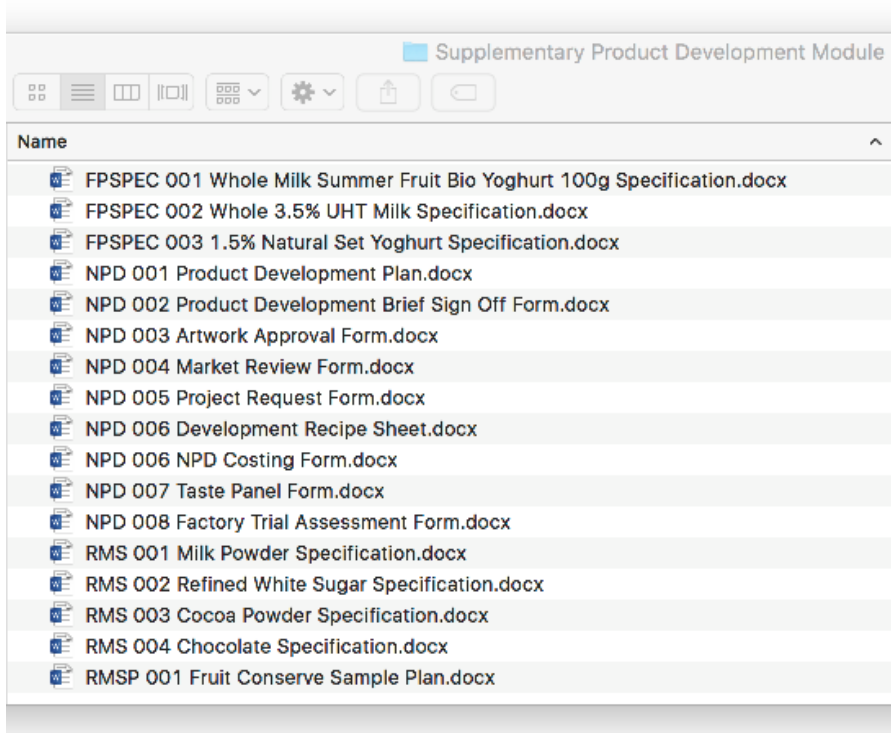 Supplementary Product Development Module
Name
FPSPEC 001 Whole Milk Summer Fruit Bio Yoghurt 100g Specification.docx
FPSPEC 002 Whole 3.5% UHT Milk Specification.docx
FPSPEC 003 1.5% Natural Set Yoghurt Specification.docx
NPD 001 Product Development Plan.docx
NPD 002 Product Development Brief Sign Off Form.docx
NPD 003 Artwork Approval Form.docx
NPD 004 Market Review Form.docx
NPD 005 Project Request Form.docx
NPD 006 Development Recipe Sheet.docx
NPD 006 NPD Costing Form.docx
NPD 007 Taste Panel Form.docx
NPD 008 Factory Trial Assessment Form.docx
RMS 001 Milk Powder Specification.docx
RMS 002 Refined White Sugar Specification.docx
RMS 003 Cocoa Powder Specification.docx
RMS 004 Chocolate Specification.docx
RMSP 001 Fruit Conserve Sample Plan.docx